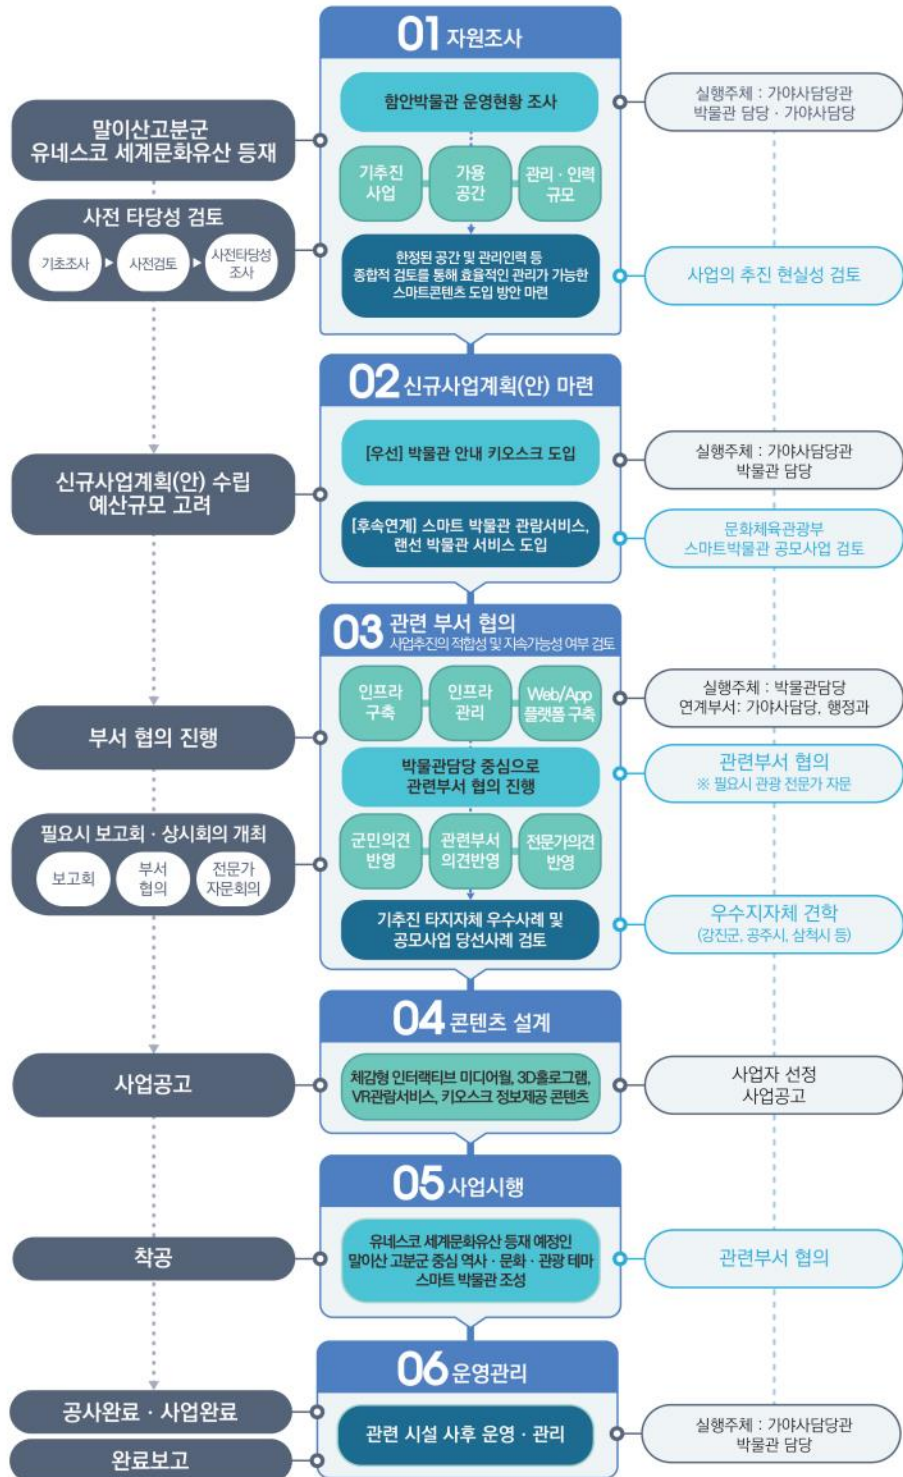 01 자원조사
함안박물관 운영현황 조사
실행주체 : 가야사담당관
박물관 담당 · 가야사담당
말이산고분군
유네스코 세계문화유산 등재
기추진
사업
가용
공간
관리 · 인력
규모
사전 타당성 검토
기초조사
사전검토
사전타당성
조사
한정된 공간 및 관리인력 등
종합적 검토를 통해 효율적인 관리가 가능한
스마트콘텐츠 도입 방안 마련
사업의 추진 현실성 검토
02 신규사업계획(안) 마련
[우선] 박물관 안내 키오스크 도입
실행주체 : 가야사담당관
박물관 담당
신규사업계획(안) 수립
예산규모 고려
[후속연계] 스마트 박물관 관람서비스,
랜선 박물관 서비스 도입
문화체육관광부
스마트박물관 공모사업 검토
03 관련 부서 협의
사업추진의 적합성 및 지속가능성 여부 검토
인프라
구축
인프라
관리
Web/App
플랫폼 구축
실행주체 : 박물관담당
연계부서: 가야사담당, 행정과
부서 협의 진행
박물관담당 중심으로
관련부서 협의 진행
관련부서 협의
※ 필요시 관광 전문가 자문
필요시 보고회 · 상시회의 개최
보고회
부서
협의
전문가
자문회의
군민의견
반영
관련부서
의견반영
전문가의견
반영
기추진 타지자체 우수사례 및
공모사업 당선사례 검토
우수지자체 견학
(강진군, 공주시, 삼척시 등)
04 콘텐츠 설계
사업공고
체감형 인터랙티브 미디어월, 3D홀로그램,
VR관람서비스, 키오스크 정보제공 콘텐츠
사업자 선정
사업공고
05 사업시행
착공
유네스코 세계문화유산 등재 예정인
말이산 고분군 중심 역사 · 문화 · 관광 테마
스마트 박물관 조성
관련부서 협의
06 운영관리
공사완료 · 사업완료
완료보고
관련 시설 사후 운영 · 관리
실행주체 : 가야사담당관
박물관 담당